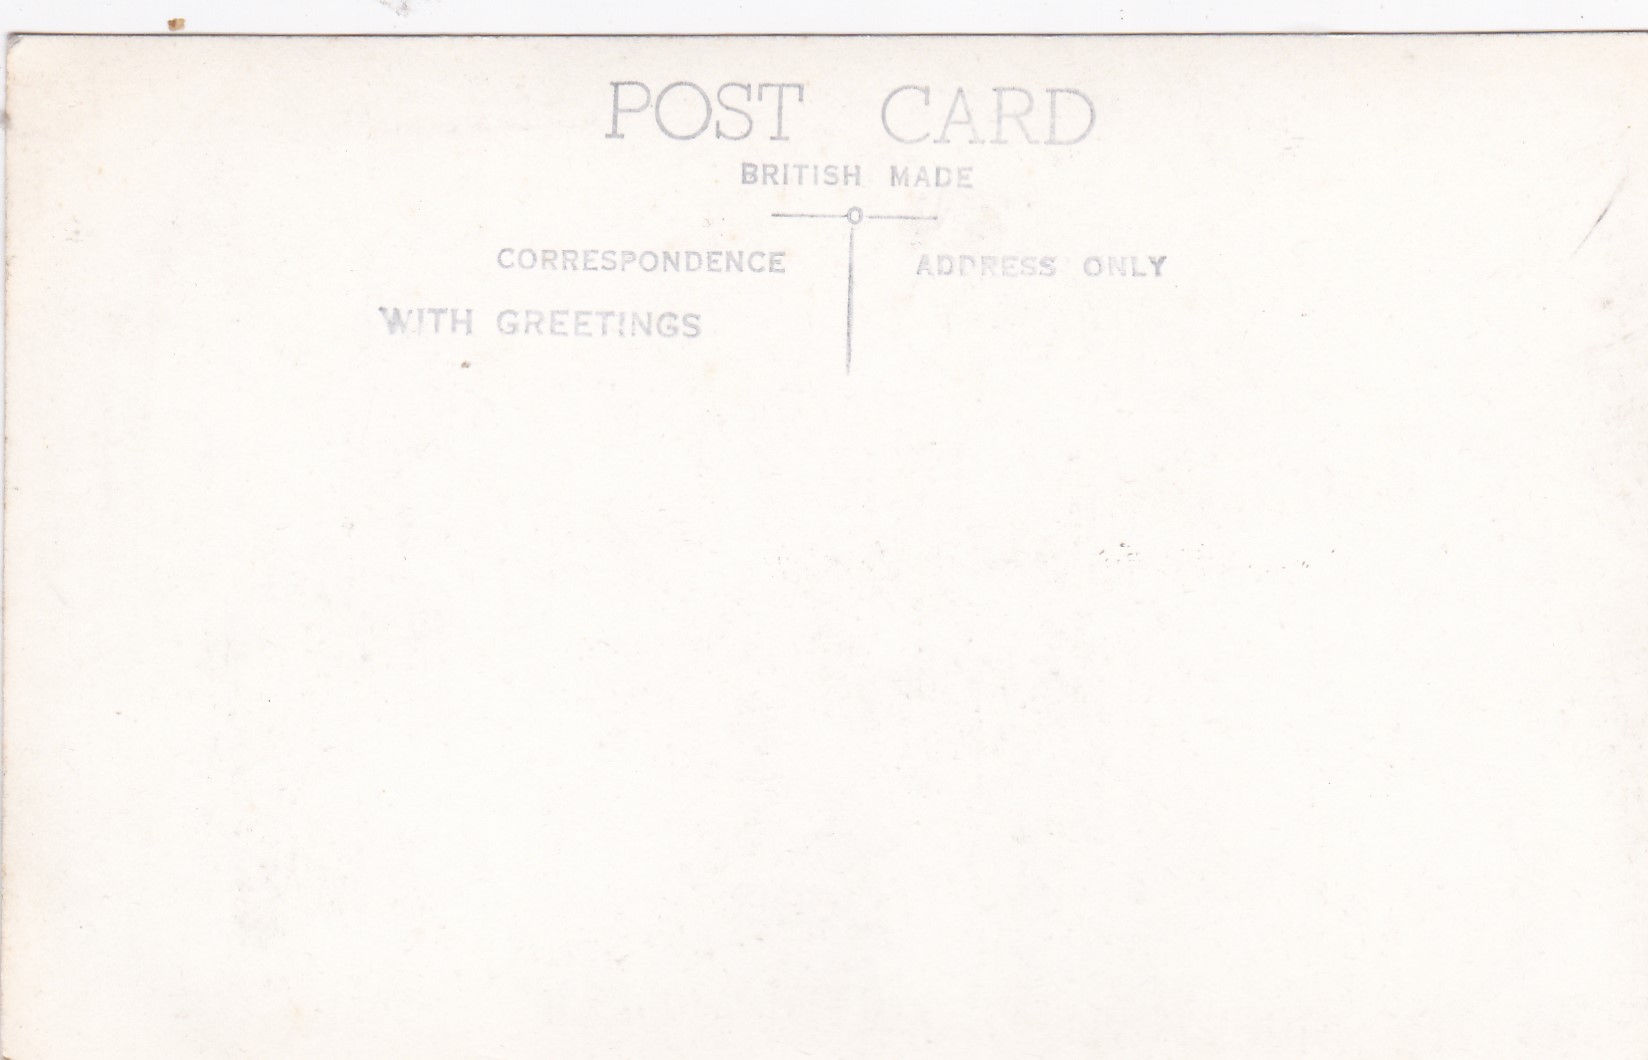 POST CARD
BRITISH MADE
CORRESPONDENCE
ADDRESS ONLY
WITH GREETINGS